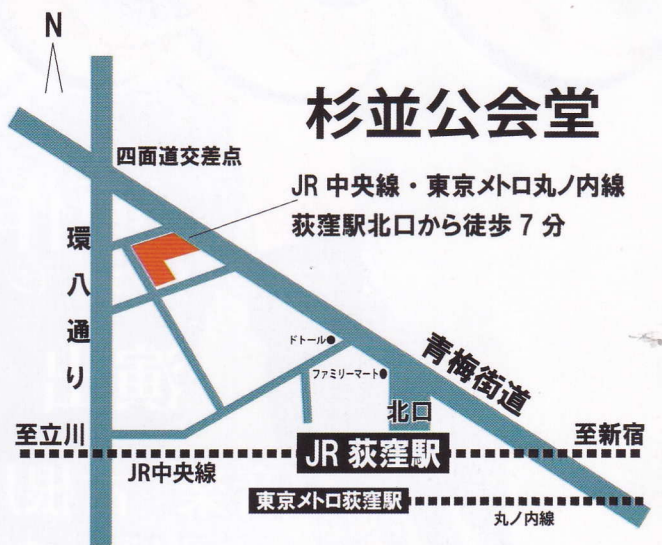 N
杉並公会堂
四面道交差点
JR 中央線・東京メトロ丸ノ内線
荻窪駅北口から徒歩 7 分
環八通り
ドトール
青梅街道
ファミリーマート
北口
至立川
JR 荻窪駅
至新宿
JR中央線
東京メトロ荻窪駅
丸ノ内線